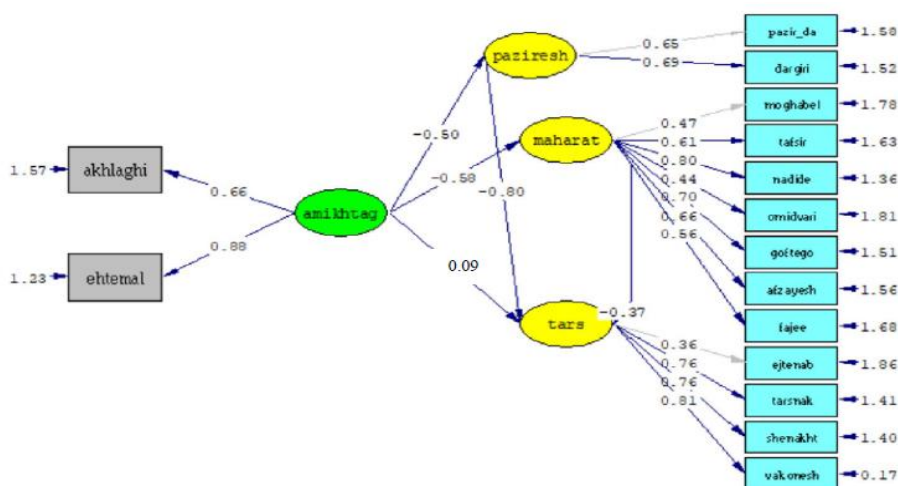 pazir_da
1.58
paziresh
0.65
0.69
dargiri
1.52
moghabel
1.78
-0.50
0.47
maharat
0.61
tafsir
1.63
akhlaghi
1.57
-0.58
0.80
nadide
1.36
0.66
-0.80
0.44
amikhtag
0.70
omidvari
1.81
0.66
0.88
0.56
goftego
1.51
ehtemal
1.23
0.09
afzayesh
1.56
-0.37
tars
fajee
1.68
0.36
ejtenab
1.86
0.76
0.76
tarsnak
1.41
0.81
shenakht
1.40
vakonesh
0.17